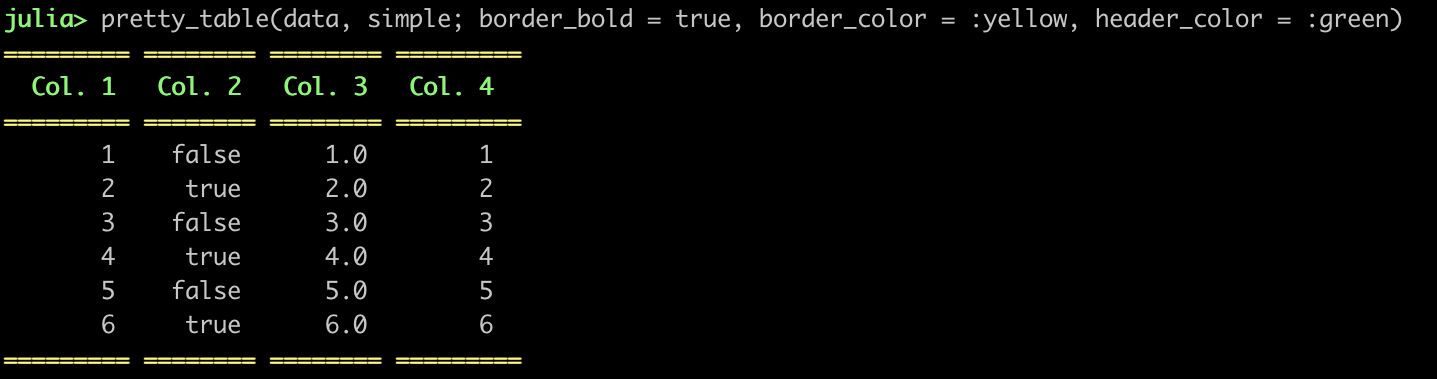 julia> pretty_table(data, simple; border_bold = true, border_color = :yellow, header_color = :green)
========= ======== ======== =========
  Col. 1   Col. 2   Col. 3   Col. 4
========= ======== ======== =========
       1    false      1.0       1
       2     true      2.0       2
       3    false      3.0       3
       4     true      4.0       4
       5    false      5.0       5
       6     true      6.0       6
========= ======== ======== =========